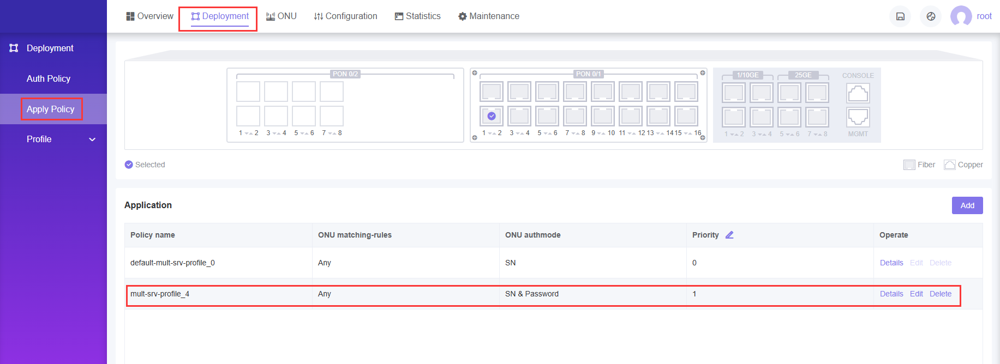 Overview Deployment ONU Configuration Statistics Maintenance root
Deployment
Auth Policy
Apply Policy
Profile
PON 0/2
1 2 3 4 5 6 7 8
PON 0/1
1 2 3 4 5 6 7 8 9 10 11 12 13 14 15 16
1/10GE 25GE CONSOLE
1 2 3 4 5 6 7 8 MGMT
Selected
Fiber Copper
Application
Add
Policy name ONU matching-rules ONU authmode Priority Operate
default-mult-srv-profile_0 Any SN 0 Details Edit Delete
mult-srv-profile_4 Any SN & Password 1 Details Edit Delete